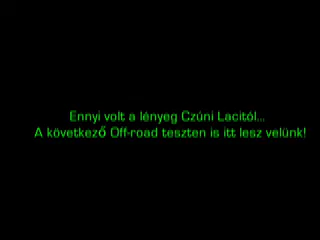 Ennyi volt a lényeg Czúni Lacitól...
A következő Off-road teszten is itt lesz velünk!